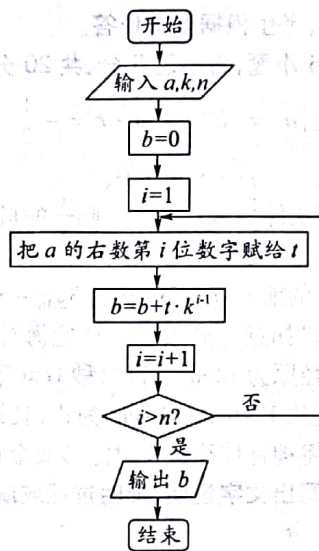 开始
输入 a,k,n
b=0
i=1
把 a 的右数第 i 位数字赋给 t
b=b+t·k^{i-1}
i=i+1
i>n?
否
是
输出 b
结束